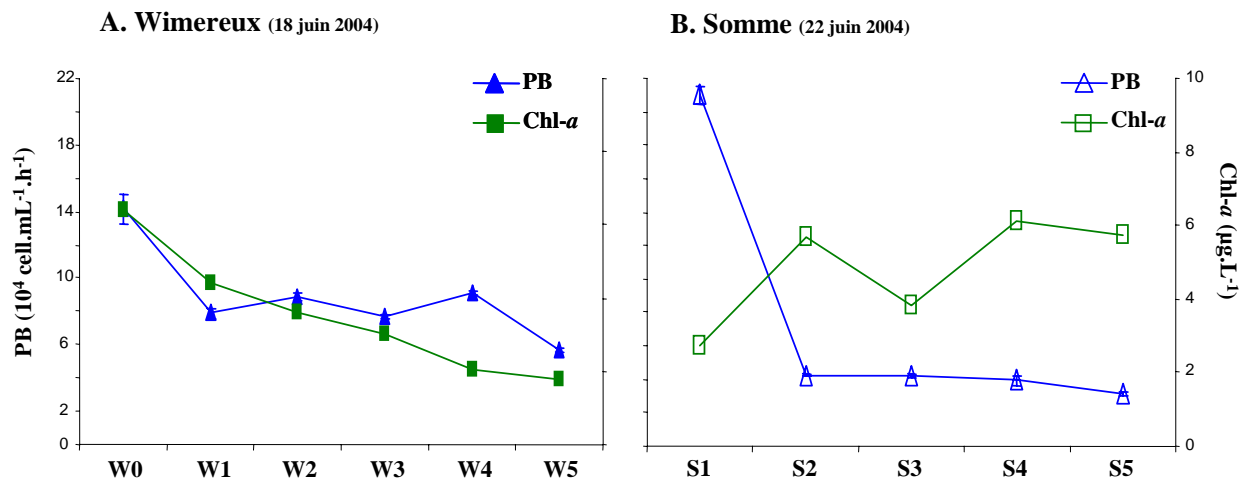 A. Wimereux (18 juin 2004)
B. Somme (22 juin 2004)
PB
Chl-a
PB
Chl-a
22
18
14
10
6
2
0
PB (10⁴ cell.mL⁻¹.h⁻¹)
10
8
6
4
2
0
Chl-a (µg.L⁻¹)
W0 W1 W2 W3 W4 W5
S1 S2 S3 S4 S5